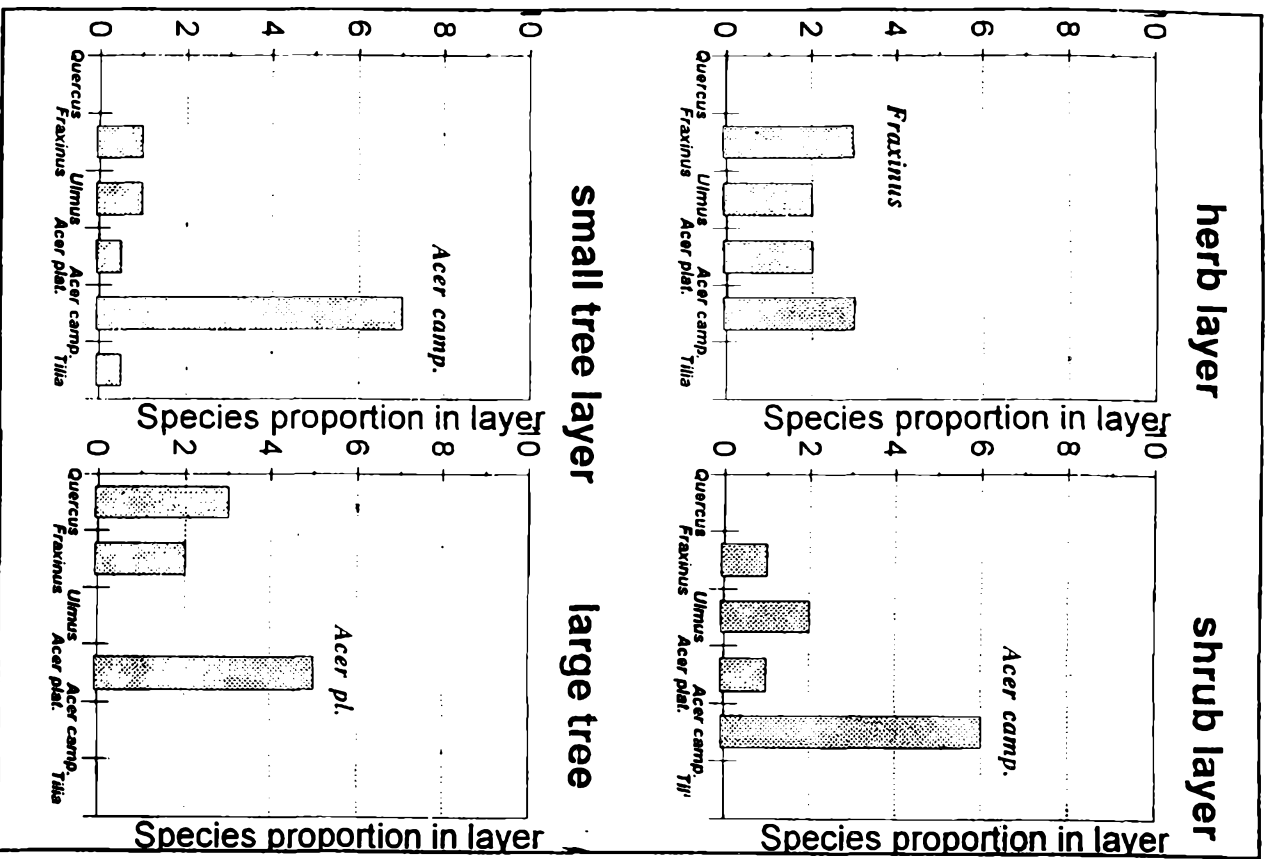 herb layer
10
8
6
4
2
0
Fraxinus
Quercus
Fraxinus
Ulmus
Acer plat.
Acer camp.
Tilia
Species proportion in layer
shrub layer
10
8
6
4
2
0
Acer camp.
Quercus
Fraxinus
Ulmus
Acer plat.
Acer camp.
Species proportion in layer
small tree layer
10
8
6
4
2
0
Acer camp.
Quercus
Fraxinus
Ulmus
Acer plat.
Acer camp.
Tilia
Species proportion in layer
large tree
10
8
6
4
2
0
Acer pl.
Quercus
Fraxinus
Ulmus
Acer plat.
Acer camp.
Tilia
Species proportion in layer